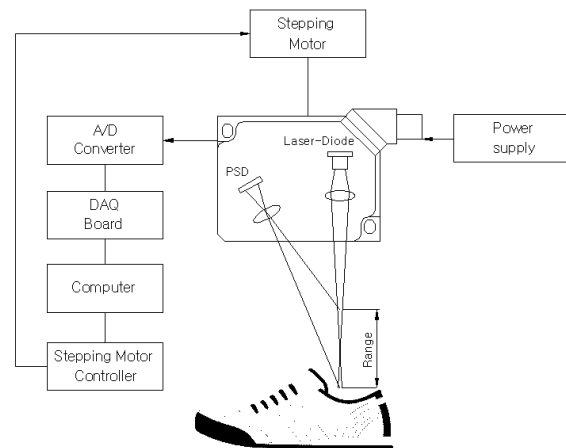 Stepping
Motor
A/D
Converter
Laser-Diode
Power
supply
PSD
DAQ
Board
Computer
Range
Stepping Motor
Controller